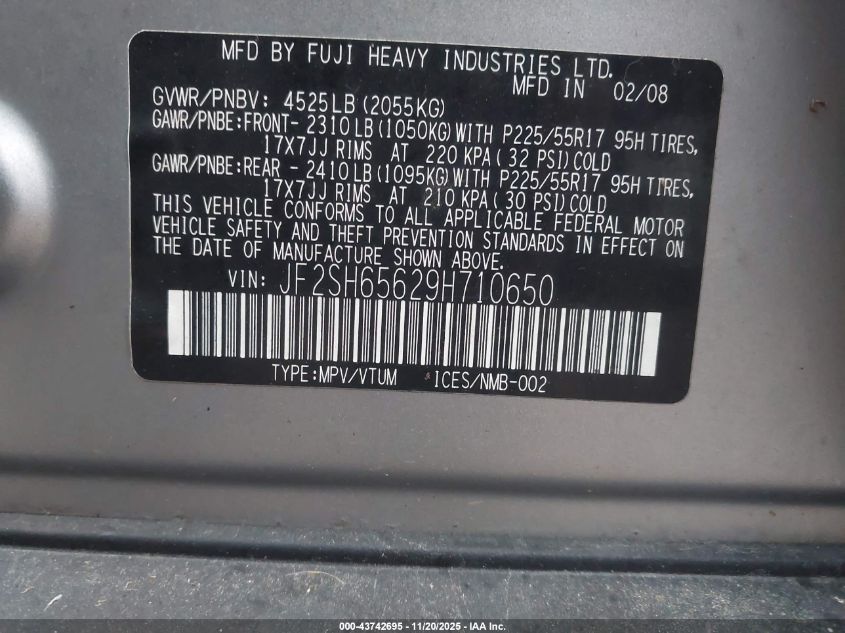 MFD BY FUJI HEAVY INDUSTRIES LTD.
MFD IN 02/08
GVWR/PNBV: 4525LB(2055KG)
GAWR/PNBE:FRONT- 2310LB(1050KG)WITH P225/55R17 95H TIRES,
17X7JJ RIMS AT 220 KPA(32 PSI)COLD
GAWR/PNBE:REAR - 2410LB(1095KG)WITH P225/55R17 95H TIRES,
17X7JJ RIMS AT 210 KPA(30 PSI)COLD
THIS VEHICLE CONFORMS TO ALL APPLICABLE FEDERAL MOTOR
VEHICLE SAFETY AND THEFT PREVENTION STANDARDS IN EFFECT ON
THE DATE OF MANUFACTURE SHOWN ABOVE.
VIN: JF2SH65629H710650
TYPE:MPV/VTUM *ICES/NMB-002
000-43742695 - 11/20/2025 - IAA Inc.